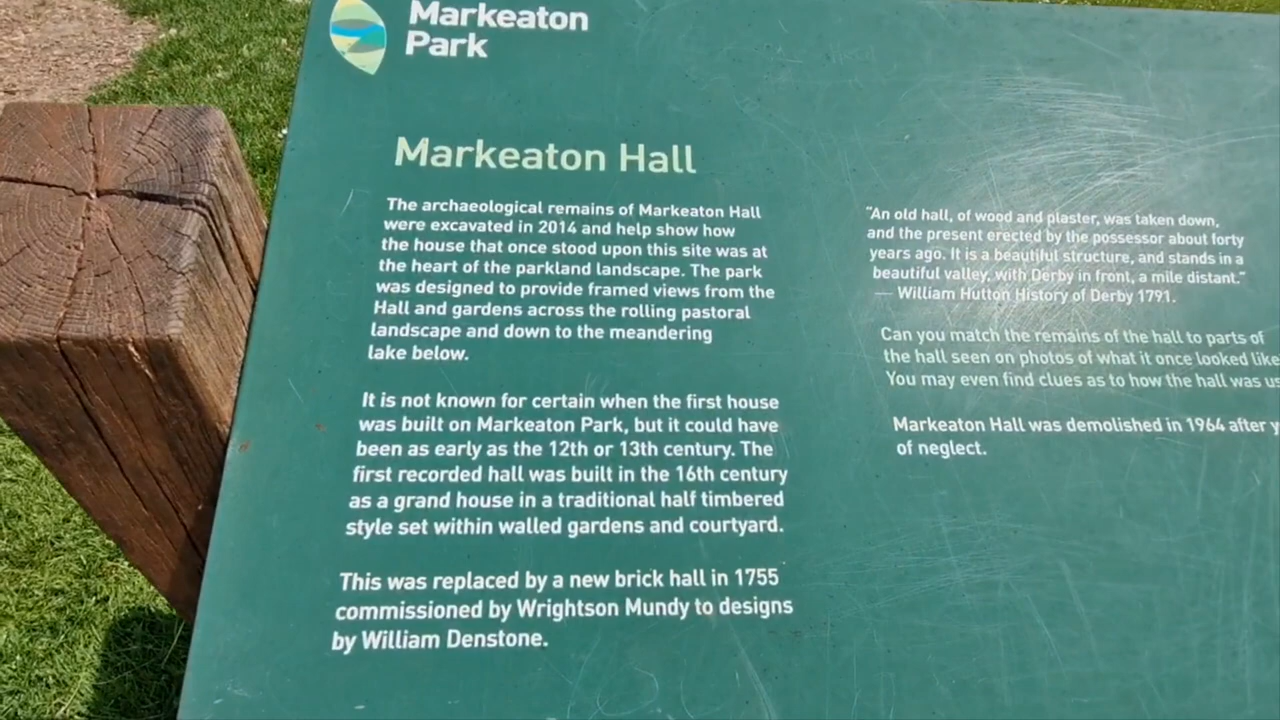 Markeaton
Park
Markeaton Hall
The archaeological remains of Markeaton Hall
were excavated in 2014 and help show how
the house that once stood upon this site was at
the heart of the parkland landscape. The park
was designed to provide framed views from the
Hall and gardens across the rolling pastoral
landscape and down to the meandering
lake below.
It is not known for certain when the first house
was built on Markeaton Park, but it could have
been as early as the 12th or 13th century. The
first recorded hall was built in the 16th century
as a grand house in a traditional half timbered
style set within walled gardens and courtyard.
This was replaced by a new brick hall in 1755
commissioned by Wrightson Mundy to designs
by William Denstone.
"An old hall, of wood and plaster, was taken down,
and the present erected by the possessor about forty
years ago. It is a beautiful structure, and stands in a
beautiful valley, with Derby in front, a mile distant."
— William Hutton History of Derby 1791.
Can you match the remains of the hall to parts of
the hall seen on photos of what it once looked like
You may even find clues as to how the hall was
Markeaton Hall was demolished in 1964 after
of neglect.